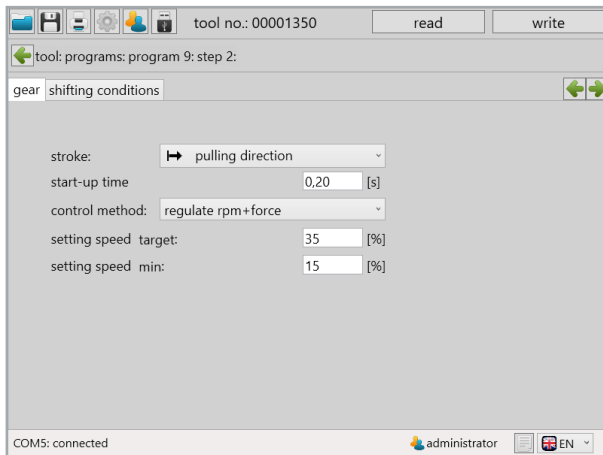 tool no.: 00001350 read write
tool: programs: program 9: step 2:
gear shifting conditions
stroke: pulling direction
start-up time 0,20 [s]
control method: regulate rpm+force
setting speed target: 35 [%]
setting speed min: 15 [%]
COM5: connected administrator EN